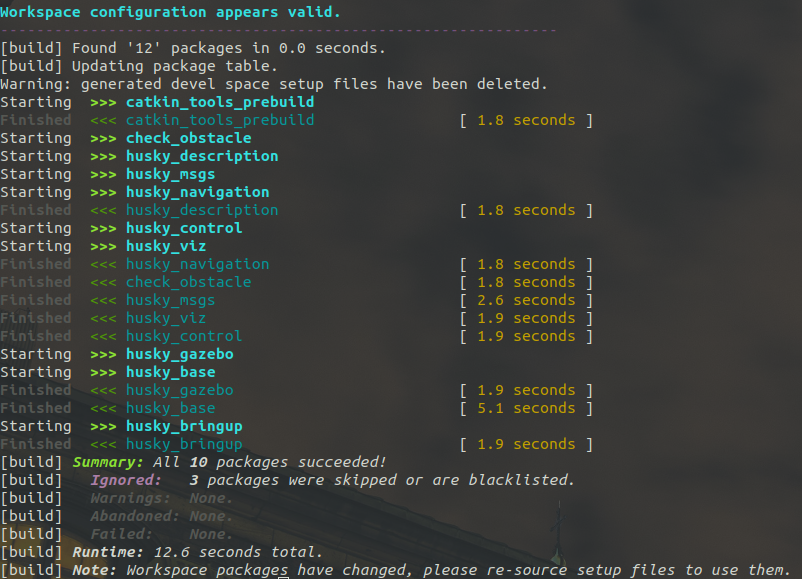 Workspace configuration appears valid.
--------------------------------------------------------------
[build] Found '12' packages in 0.0 seconds.
[build] Updating package table.
Warning: generated devel space setup files have been deleted.
Starting  >>> catkin_tools_prebuild
Finished  <<< catkin_tools_prebuild                [ 1.8 seconds ]
Starting  >>> check_obstacle
Starting  >>> husky_description
Starting  >>> husky_msgs
Starting  >>> husky_navigation
Finished  <<< husky_description                    [ 1.8 seconds ]
Starting  >>> husky_control
Starting  >>> husky_viz
Finished  <<< husky_navigation                     [ 1.8 seconds ]
Finished  <<< check_obstacle                       [ 1.8 seconds ]
Finished  <<< husky_msgs                           [ 2.6 seconds ]
Finished  <<< husky_viz                            [ 1.9 seconds ]
Finished  <<< husky_control                        [ 1.9 seconds ]
Starting  >>> husky_gazebo
Starting  >>> husky_base
Finished  <<< husky_gazebo                         [ 1.9 seconds ]
Finished  <<< husky_base                           [ 5.1 seconds ]
Starting  >>> husky_bringup
Finished  <<< husky_bringup                        [ 1.9 seconds ]
[build] Summary: All 10 packages succeeded!
[build]   Ignored:   3 packages were skipped or are blacklisted.
[build]   Warnings:  None.
[build]   Abandoned: None.
[build]   Failed:    None.
[build] Runtime: 12.6 seconds total.
[build] Note: Workspace packages have changed, please re-source setup files to use them.